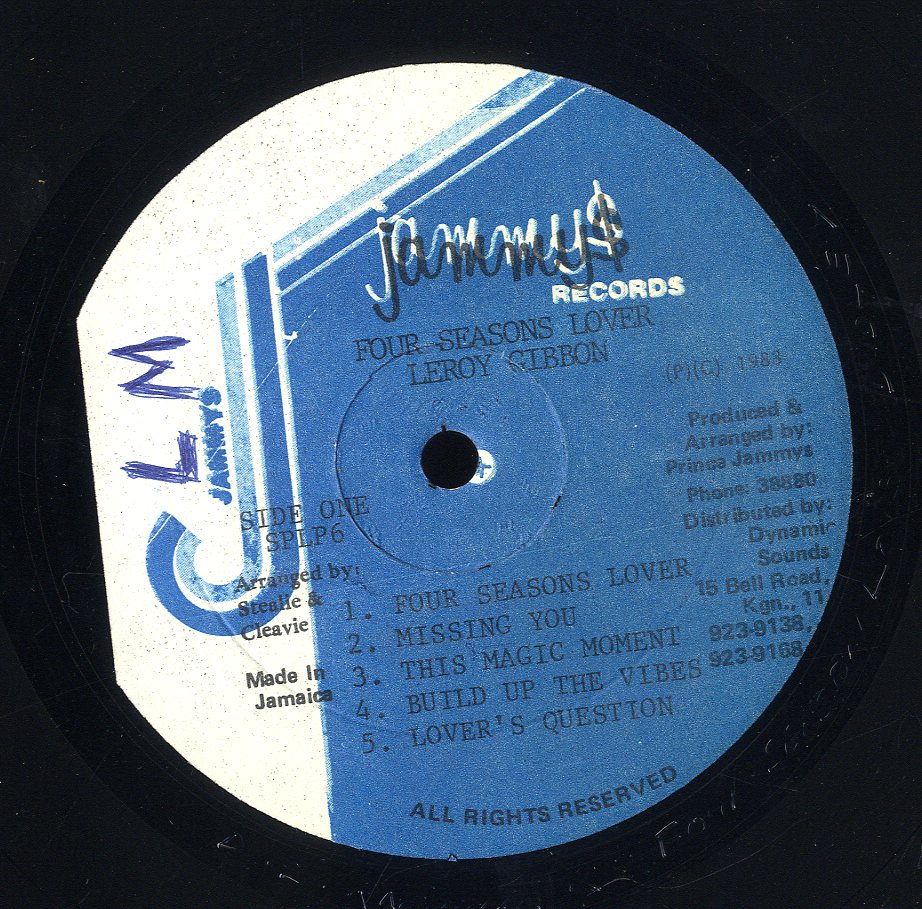 jammy$
RECORDS
FOUR SEASONS LOVER
LEROY GIBBON
(P)(C) 1988
Produced &
Arranged by:
Prince Jammys
Phone: 38880
Distributed by:
Dynamic
Sounds
15 Bell Road,
Kgn., 11
923-9138,
923-9168
LM
JAMMYS
SIDE ONE
SPLP6
Arranged by:
Stealie &
Cleavie
Made In
Jamaica
1. FOUR SEASONS LOVER
2. MISSING YOU
3. THIS MAGIC MOMENT
4. BUILD UP THE VIBES
5. LOVER'S QUESTION
ALL RIGHTS RESERVED